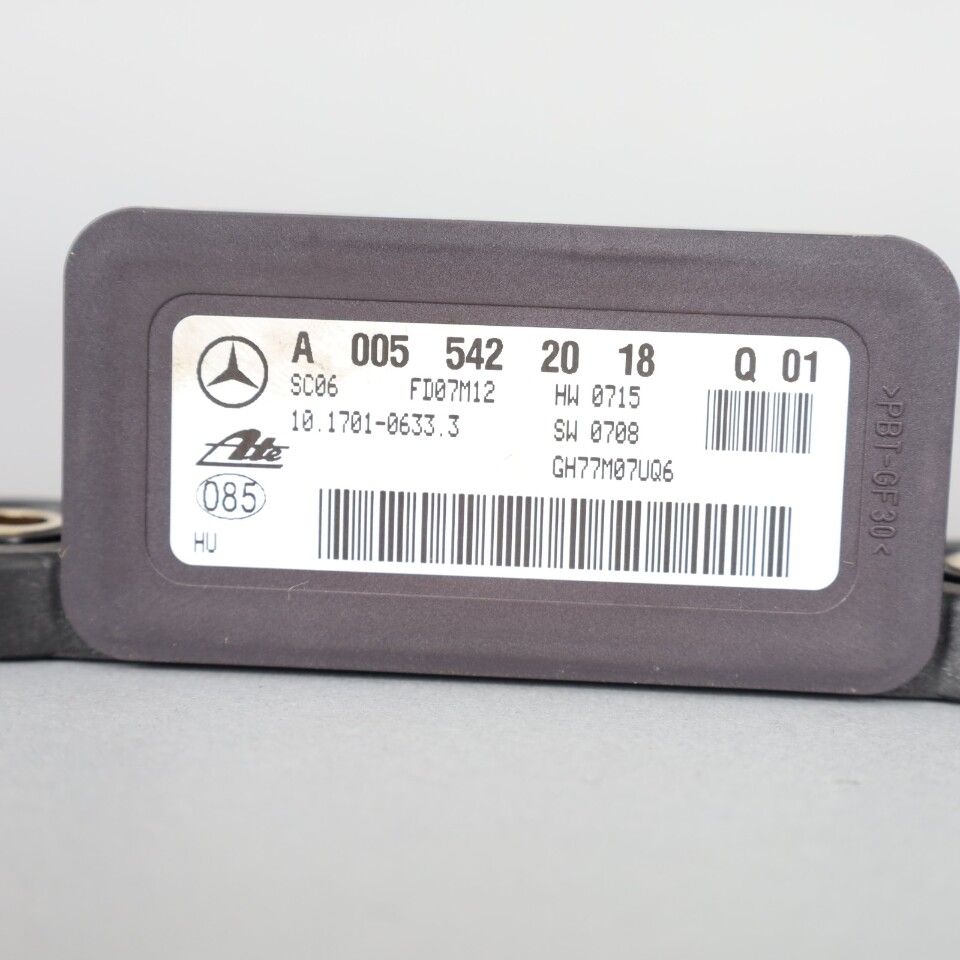 A 005 542 20 18 Q 01
SC06 FD07M12 HW 0715
10.1701-0633.3 SW 0708
Ate
GH77M07UQ6
085
HU
>PBT-GF30<